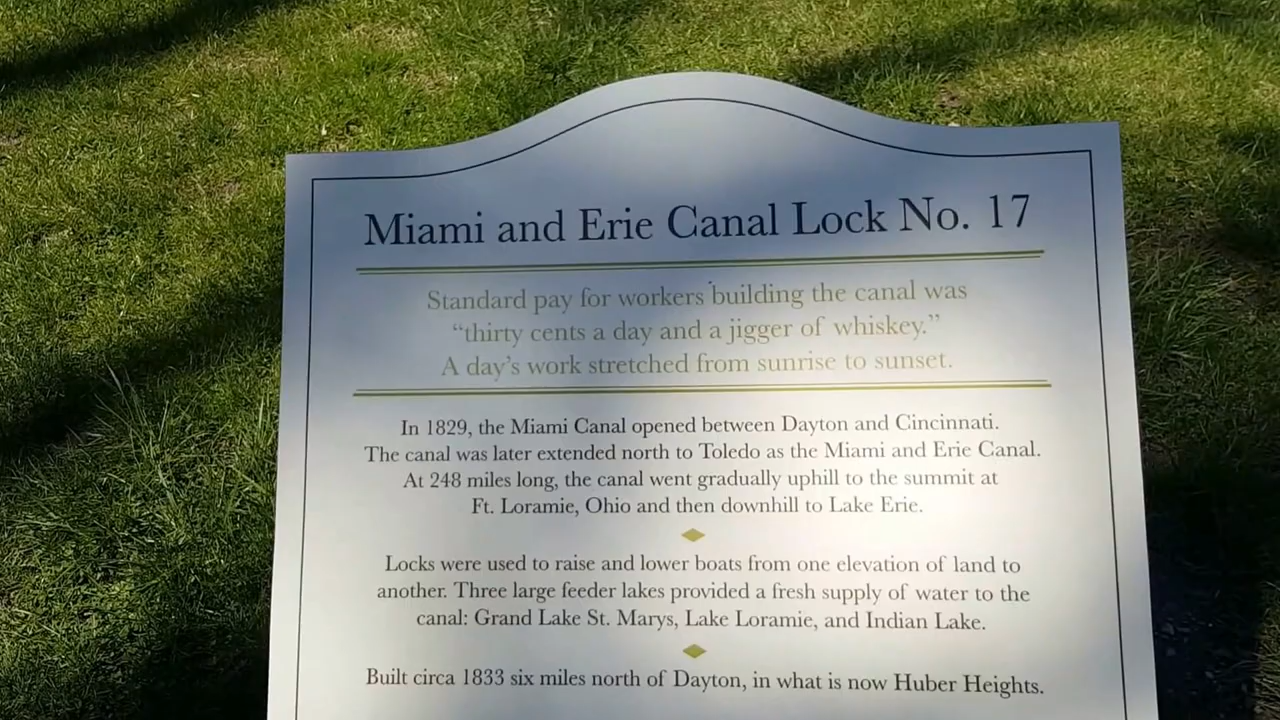 Miami and Erie Canal Lock No. 17
Standard pay for workers building the canal was
“thirty cents a day and a jigger of whiskey.”
A day’s work stretched from sunrise to sunset.
In 1829, the Miami Canal opened between Dayton and Cincinnati.
The canal was later extended north to Toledo as the Miami and Erie Canal.
At 248 miles long, the canal went gradually uphill to the summit at
Ft. Loramie, Ohio and then downhill to Lake Erie.
Locks were used to raise and lower boats from one elevation of land to
another. Three large feeder lakes provided a fresh supply of water to the
canal: Grand Lake St. Marys, Lake Loramie, and Indian Lake.
Built circa 1833 six miles north of Dayton, in what is now Huber Heights.